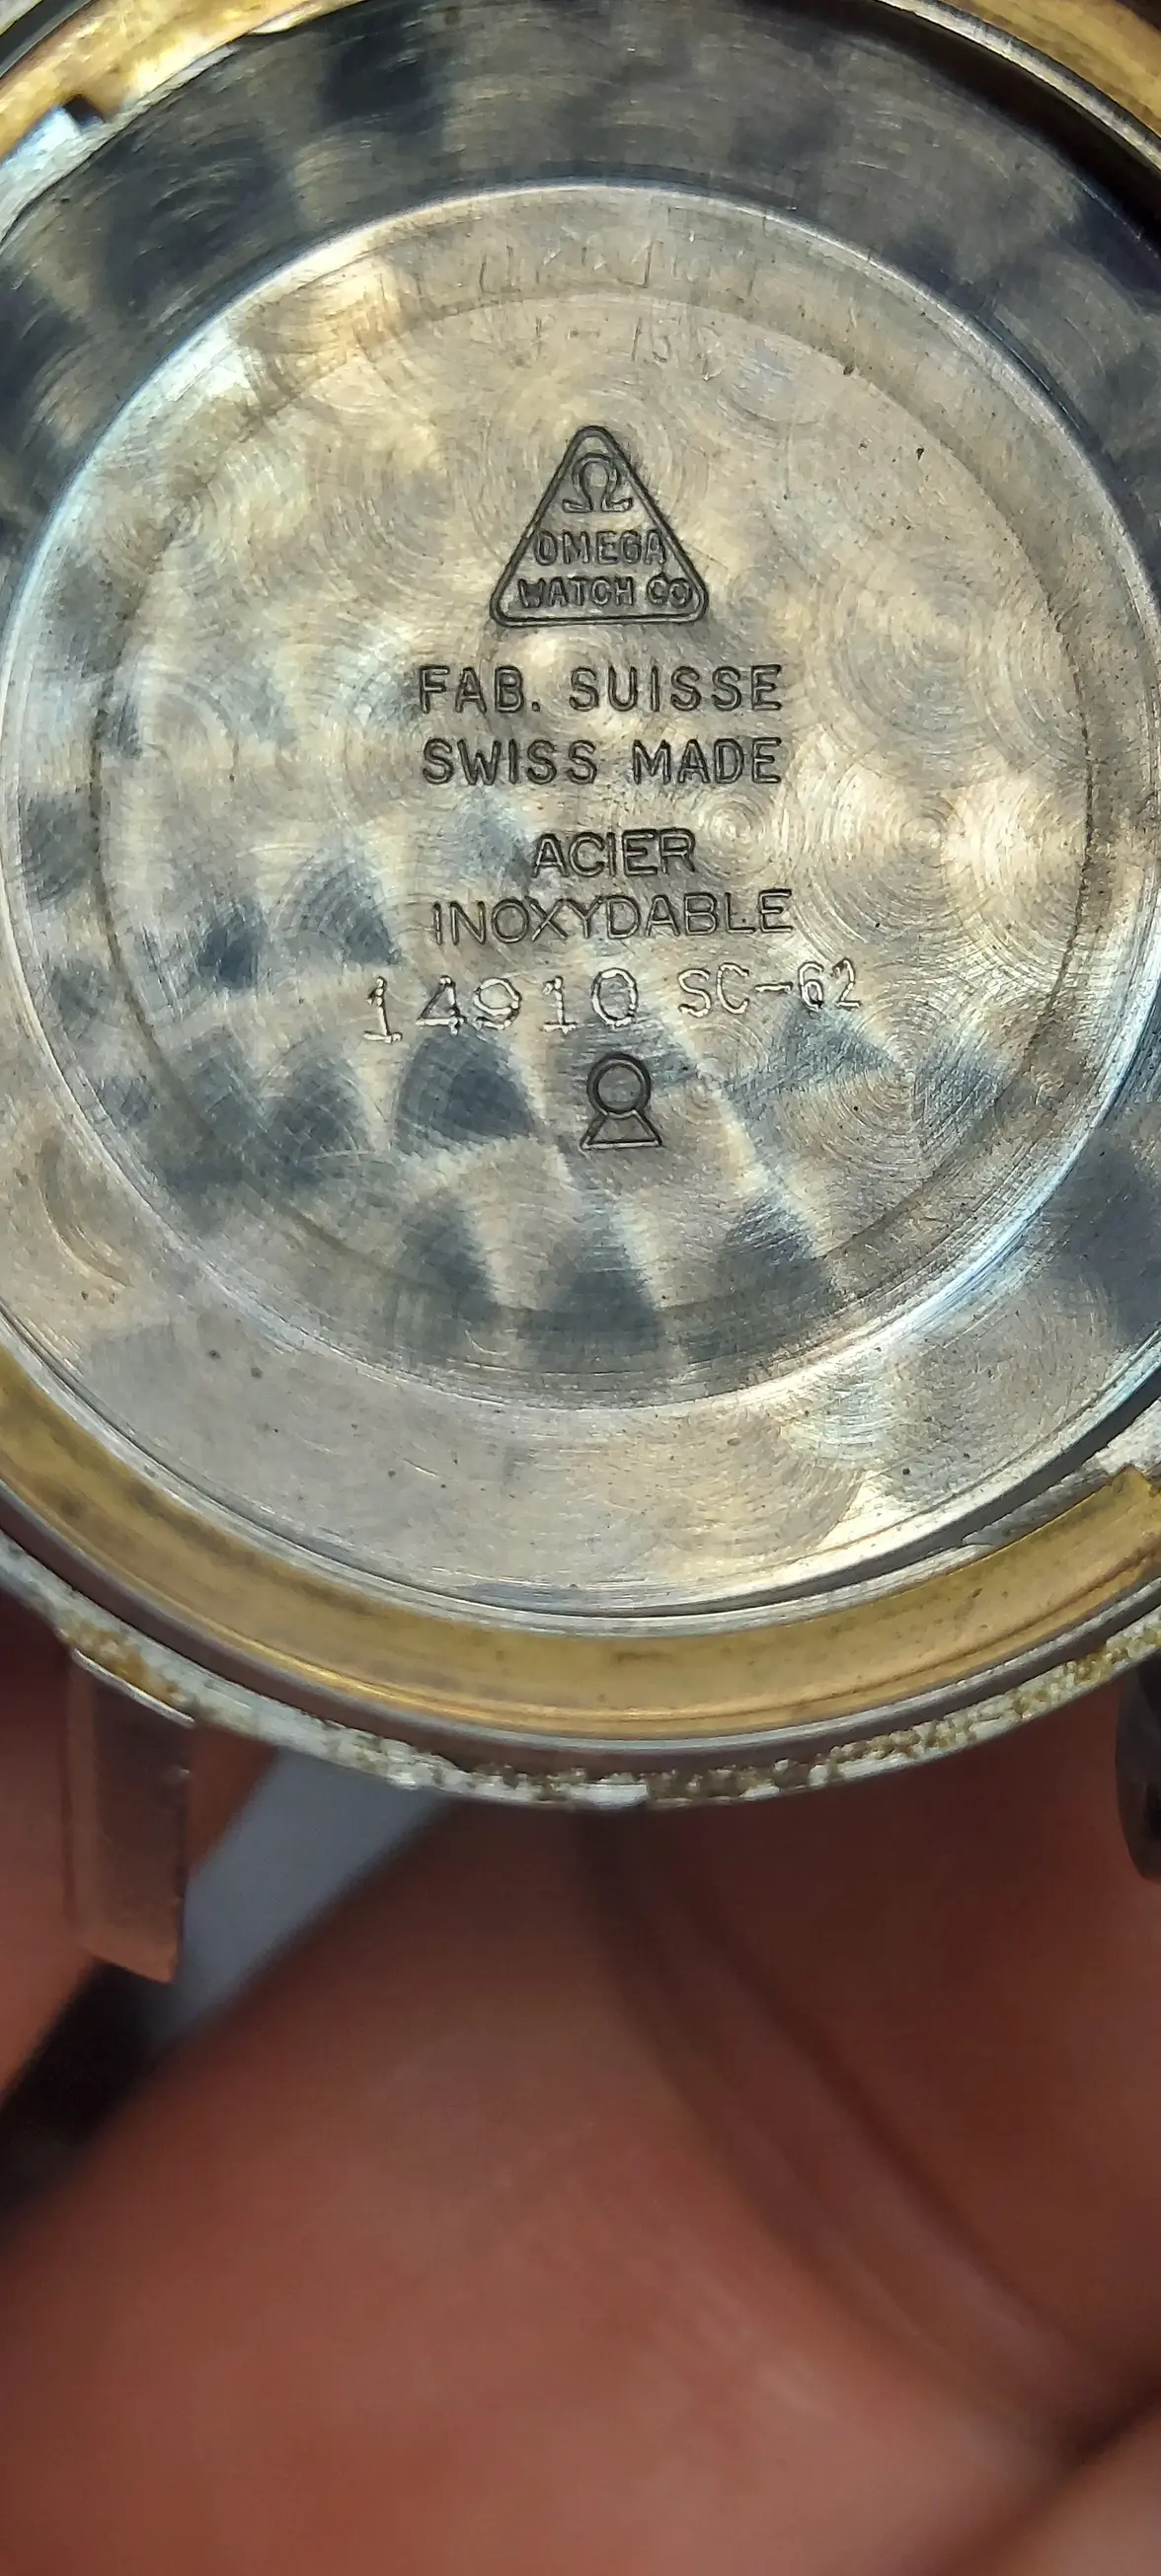 Ω
OMEGA
WATCH CO
FAB. SUISSE
SWISS MADE
ACIER
INOXYDABLE
14910 SC-62